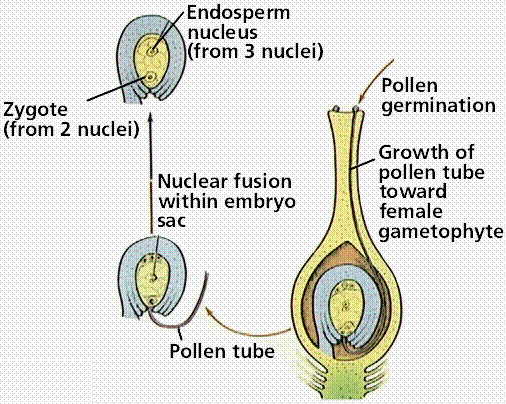 Endosperm
nucleus
(from 3 nuclei)
Zygote
(from 2 nuclei)
Pollen
germination
Growth of
pollen tube
toward
female
gametophyte
Nuclear fusion
within embryo
sac
Pollen tube